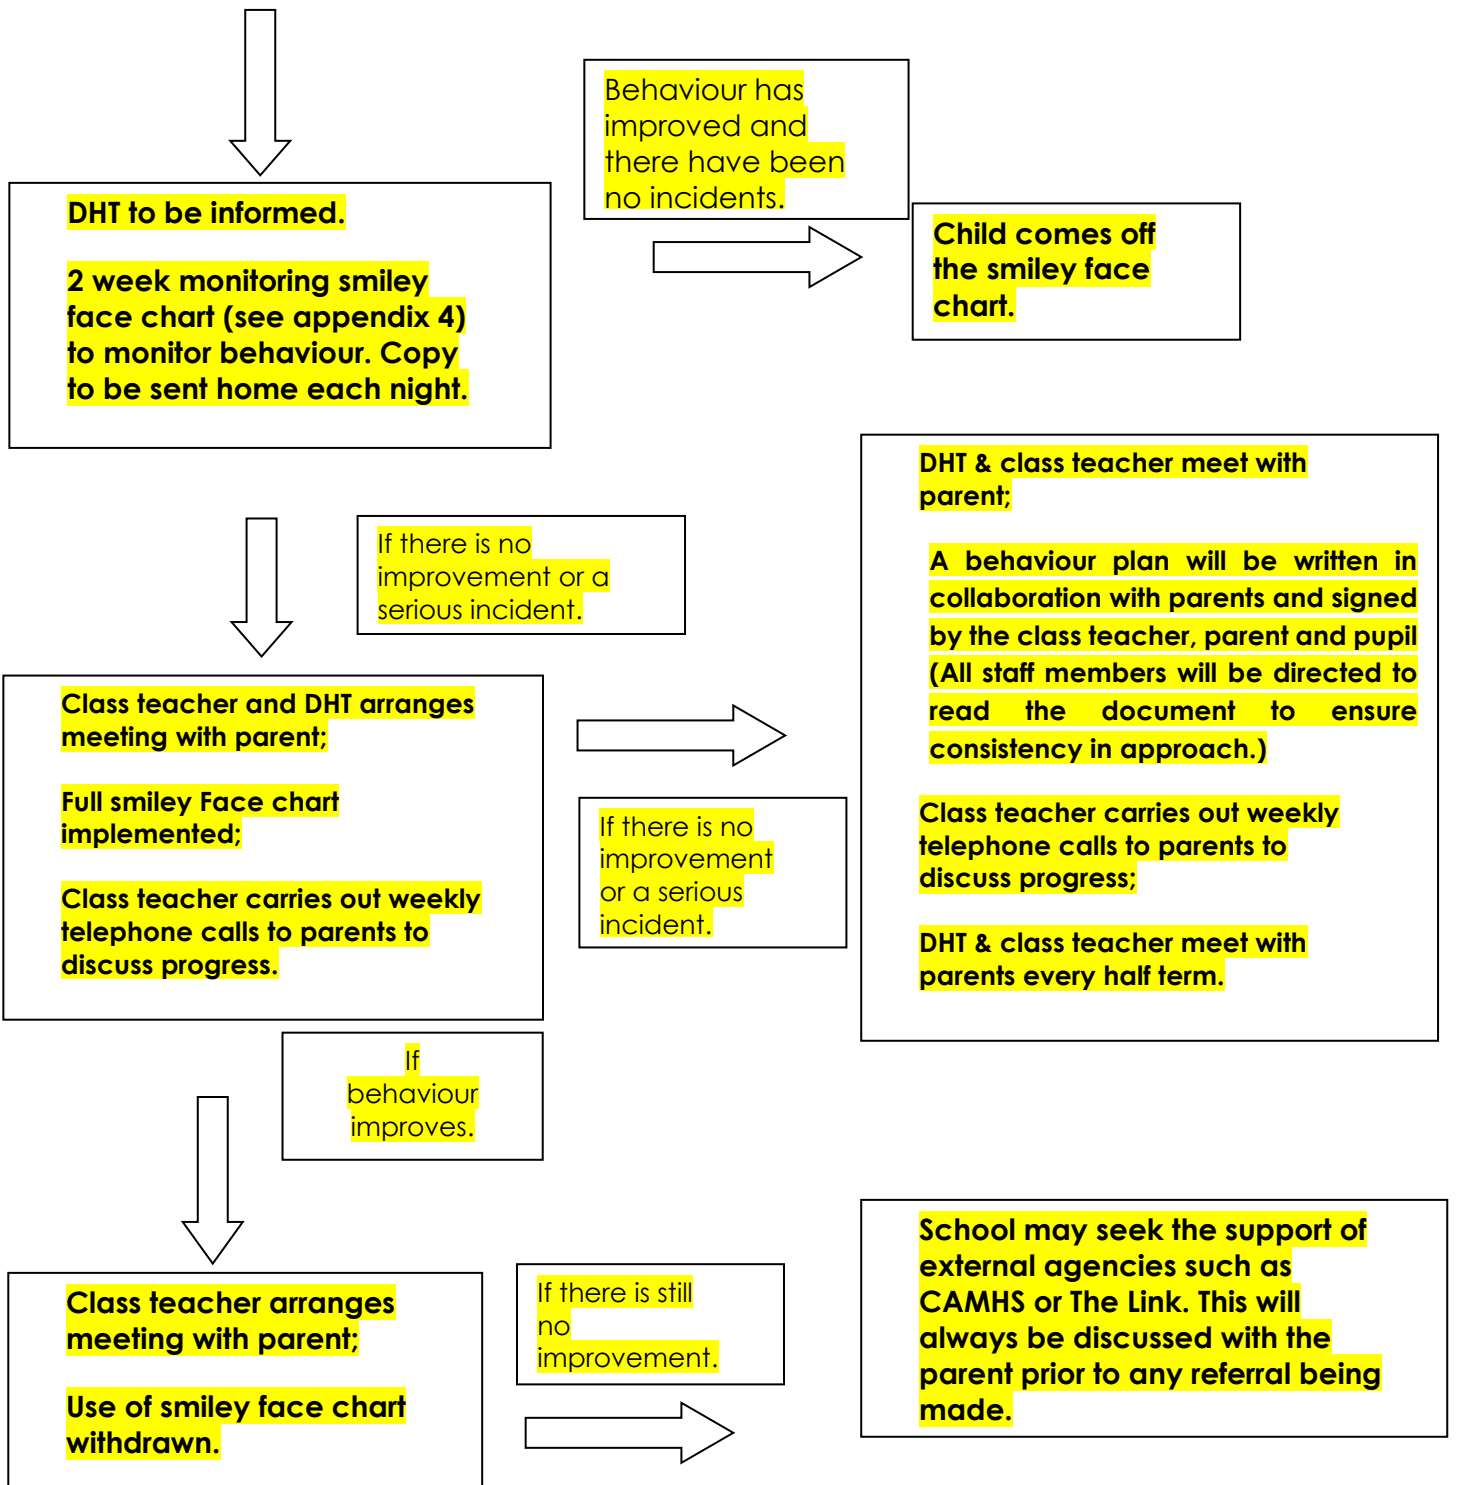 Behaviour has
improved and
there have been
no incidents.
DHT to be informed.
2 week monitoring smiley
face chart (see appendix 4)
to monitor behaviour. Copy
to be sent home each night.
Child comes off
the smiley face
chart.
If there is no
improvement or a
serious incident.
DHT & class teacher meet with
parent;
A behaviour plan will be written in
collaboration with parents and signed
by the class teacher, parent and pupil
(All staff members will be directed to
read the document to ensure
consistency in approach.)
Class teacher carries out weekly
telephone calls to parents to
discuss progress;
DHT & class teacher meet with
parents every half term.
Class teacher and DHT arranges
meeting with parent;
Full smiley Face chart
implemented;
Class teacher carries out weekly
telephone calls to parents to
discuss progress.
If there is no
improvement
or a serious
incident.
If
behaviour
improves.
Class teacher arranges
meeting with parent;
Use of smiley face chart
withdrawn.
If there is still
no
improvement.
School may seek the support of
external agencies such as
CAMHS or The Link. This will
always be discussed with the
parent prior to any referral being
made.